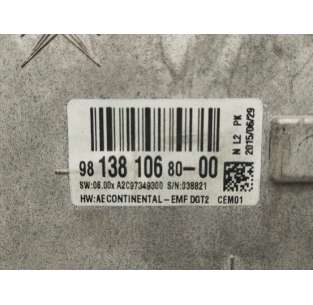 98 138 106 80-00
SW:06.00x A2C97349300 S/N:038821
HW:AE CONTINENTAL-EMF DGT2 CEM01
N L2 PK
2015/06/29